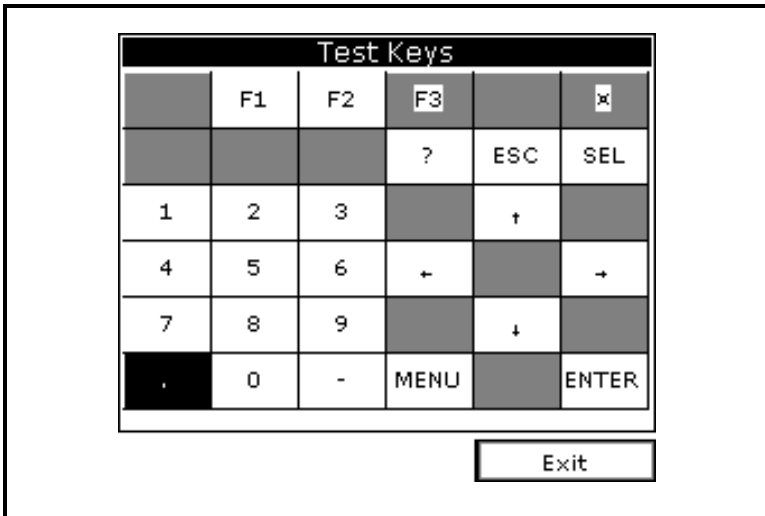 Test Keys
F1 F2 F3 ¤
? ESC SEL
1 2 3 ↑
4 5 6 ← →
7 8 9 ↓
. 0 - MENU ENTER
Exit